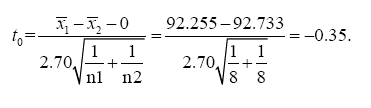 t₀ = (x̄₁ − x̄₂ − 0) / (2.70√(1/n1 + 1/n2)) = (92.255 − 92.733) / (2.70√(1/8 + 1/8)) = −0.35.